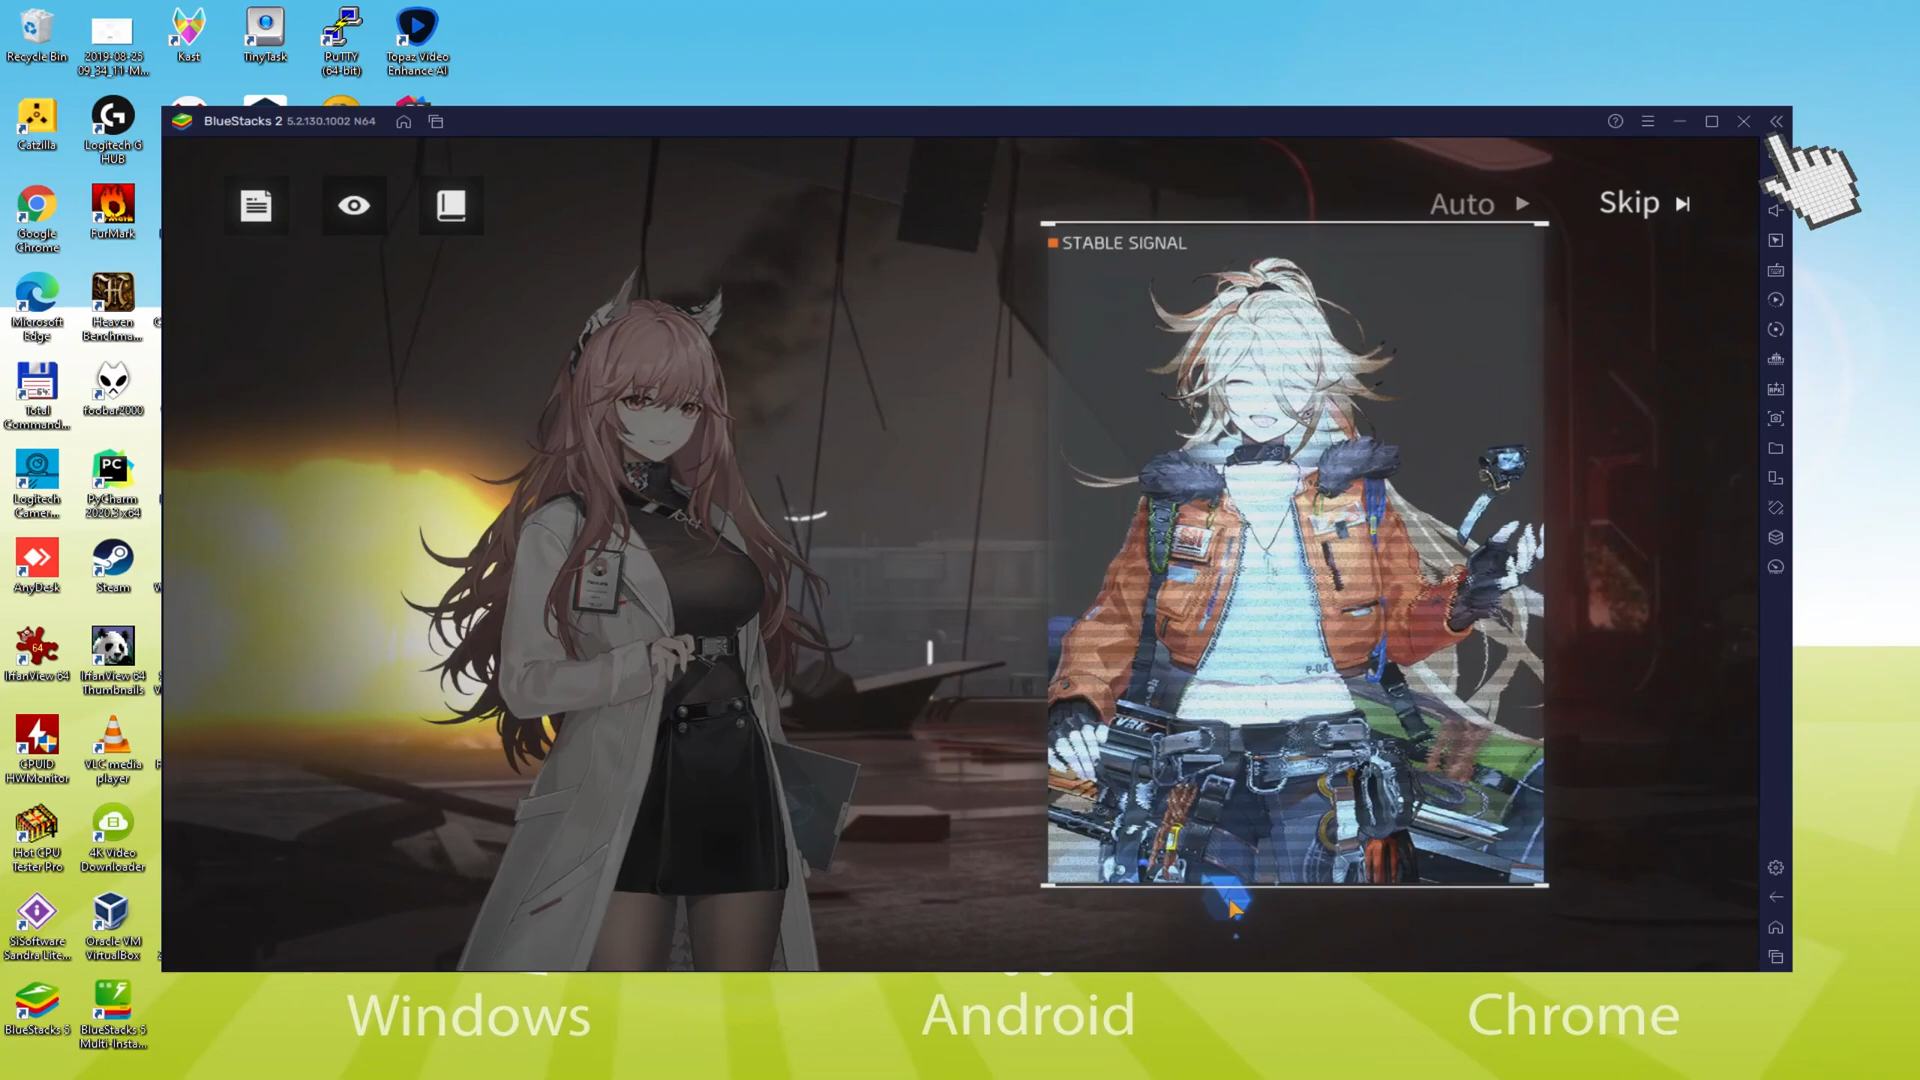 Recycle Bin
2019-08-25
09_34_11-M...
Kast
TinyTask
PuTTY
(64-bit)
Topaz Video
Enhance AI
Catzilla
Logitech G
HUB
BlueStacks 2 5.2.130.1002 N64
Auto
Skip
STABLE SIGNAL
Google
Chrome
FurMark
Microsoft
Edge
Heaven
Benchma...
Total
Command...
foobar2000
Logitech
Camer...
PC
PyCharm
2020.3 x64
AnyDesk
Steam
64
IrfanView 64
IrfanView 64
Thumbnails
P-04
CPUID
HWMonitor
VLC media
player
Hot CPU
Tester Pro
4K Video
Downloader
SiSoftware
Sandra Lite...
Oracle VM
VirtualBox
BlueStacks 5
BlueStacks 5
Multi-Insta...
Windows
Android
Chrome